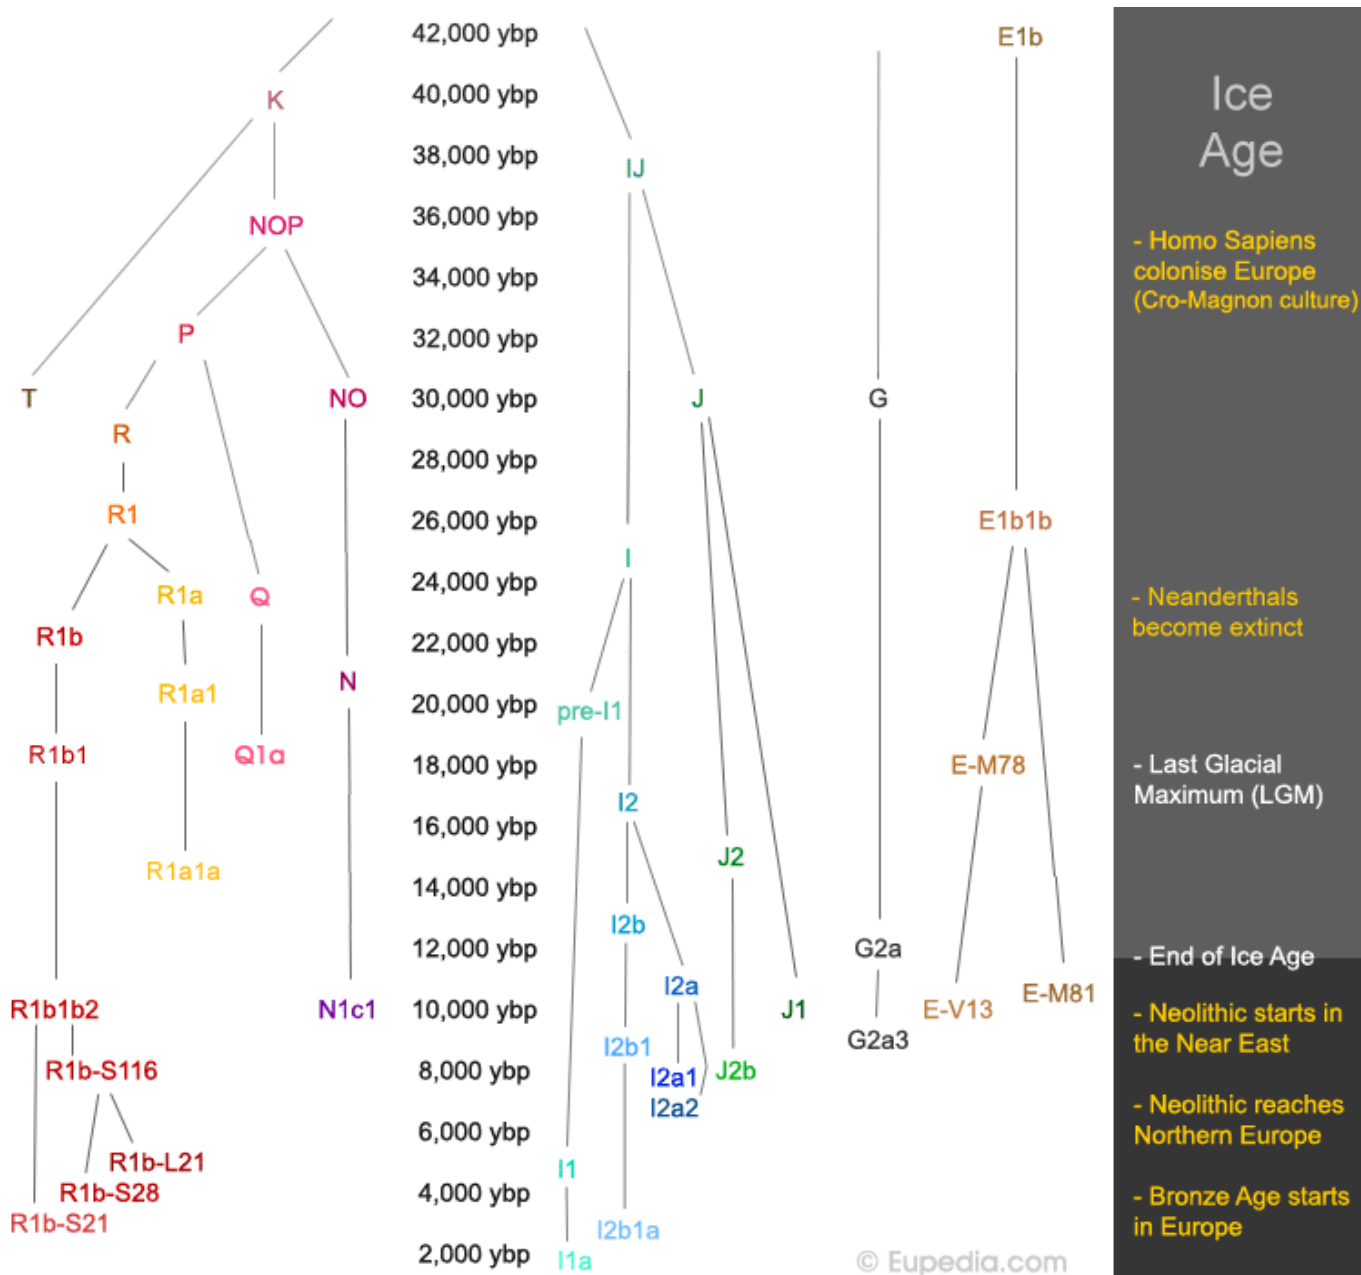 42,000 ybp
E1b
Ice
Age
K
40,000 ybp
38,000 ybp
IJ
NOP
36,000 ybp
- Homo Sapiens
colonise Europe
(Cro-Magnon culture)
34,000 ybp
P
32,000 ybp
T
NO
30,000 ybp
J
G
R
28,000 ybp
R1
26,000 ybp
E1b1b
I
24,000 ybp
R1a
Q
- Neanderthals
become extinct
R1b
22,000 ybp
N
R1a1
20,000 ybp
pre-I1
R1b1
Q1a
18,000 ybp
E-M78
- Last Glacial
Maximum (LGM)
I2
16,000 ybp
J2
R1a1a
14,000 ybp
I2b
12,000 ybp
G2a
- End of Ice Age
I2a
E-M81
R1b1b2
N1c1
10,000 ybp
J1
E-V13
- Neolithic starts in
the Near East
G2a3
I2b1
R1b-S116
8,000 ybp
I2a1
J2b
I2a2
- Neolithic reaches
Northern Europe
6,000 ybp
R1b-L21
I1
R1b-S28
4,000 ybp
- Bronze Age starts
in Europe
R1b-S21
I2b1a
2,000 ybp
I1a
© Eupedia.com